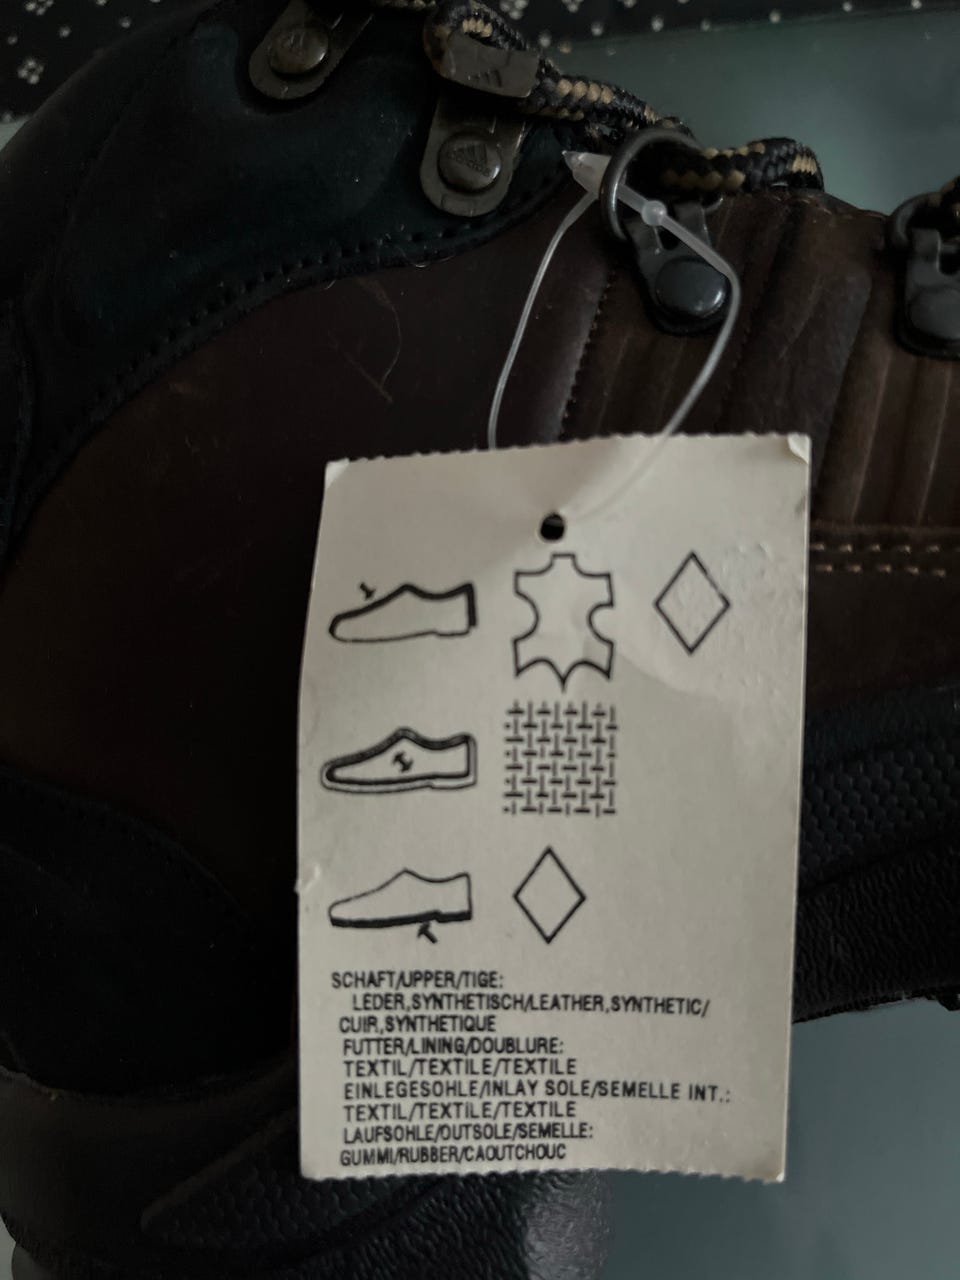 adidas
SCHAFT/UPPER/TIGE:
LEDER,SYNTHETISCH/LEATHER,SYNTHETIC/
CUIR,SYNTHETIQUE
FUTTER/LINING/DOUBLURE:
TEXTIL/TEXTILE/TEXTILE
EINLEGESOHLE/INLAY SOLE/SEMELLE INT.:
TEXTIL/TEXTILE/TEXTILE
LAUFSOHLE/OUTSOLE/SEMELLE:
GUMMI/RUBBER/CAOUTCHOUC